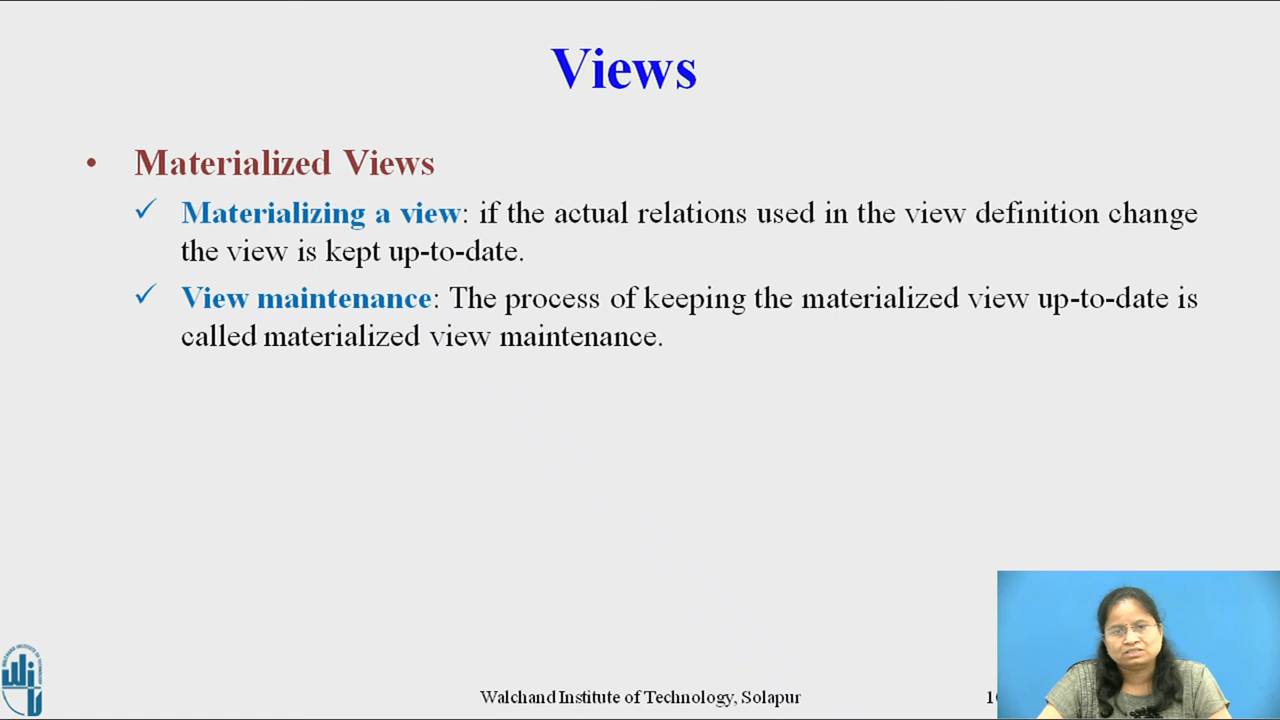 Views
• Materialized Views
✓ Materializing a view: if the actual relations used in the view definition change
the view is kept up-to-date.
✓ View maintenance: The process of keeping the materialized view up-to-date is
called materialized view maintenance.
Walchand Institute of Technology, Solapur